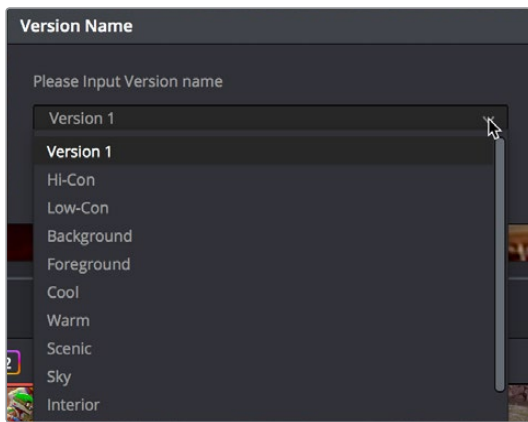 Version Name
Please Input Version name
Version 1
Version 1
Hi-Con
Low-Con
Background
Foreground
Cool
Warm
Scenic
2
Sky
Interior